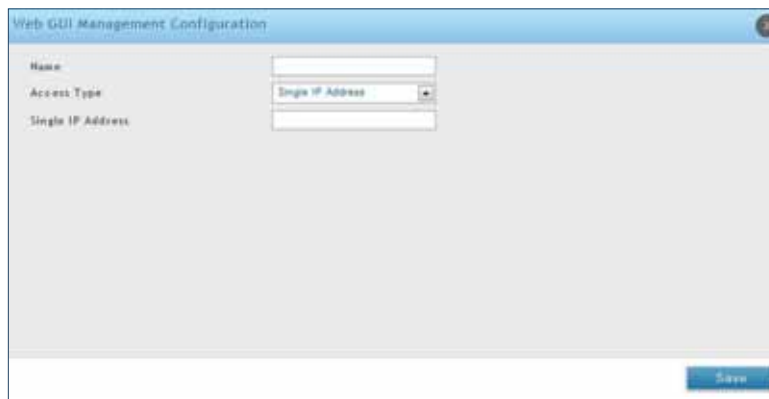 Web GUI Management Configuration
Name
Access Type Single IP Address
Single IP Address
Save